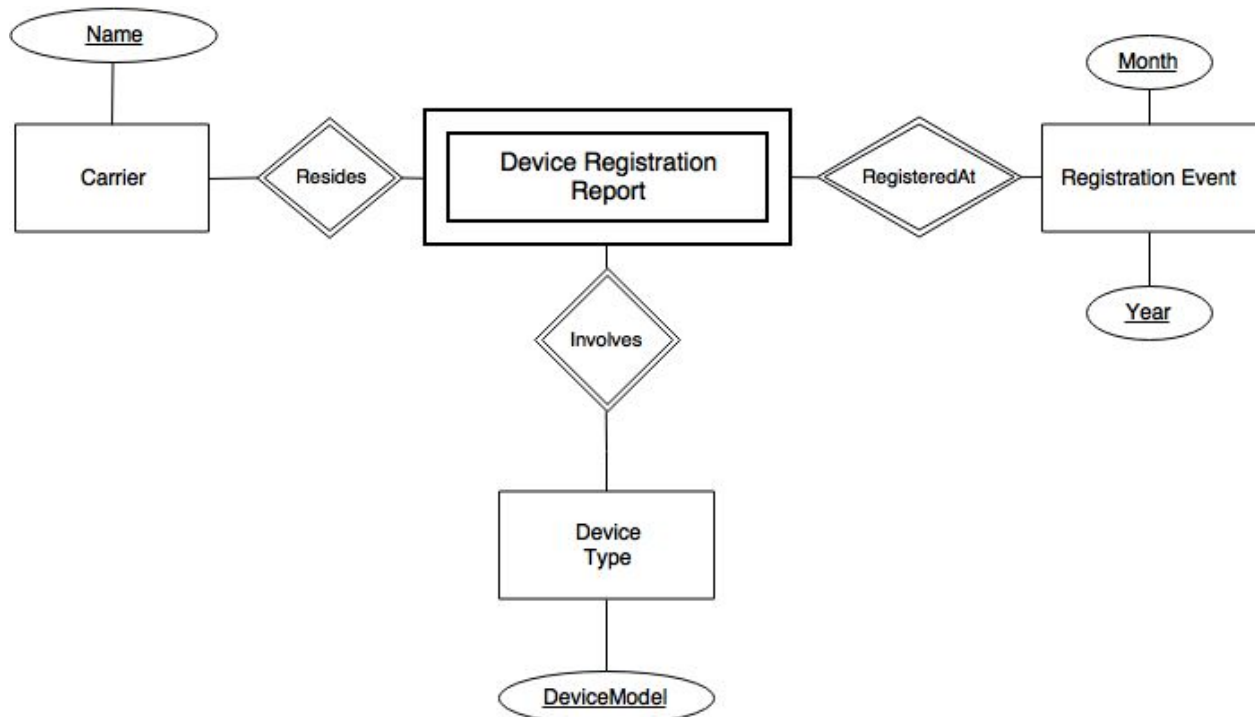 Name
Month
Carrier
Resides
Device Registration
Report
RegisteredAt
Registration Event
Involves
Year
Device
Type
DeviceModel